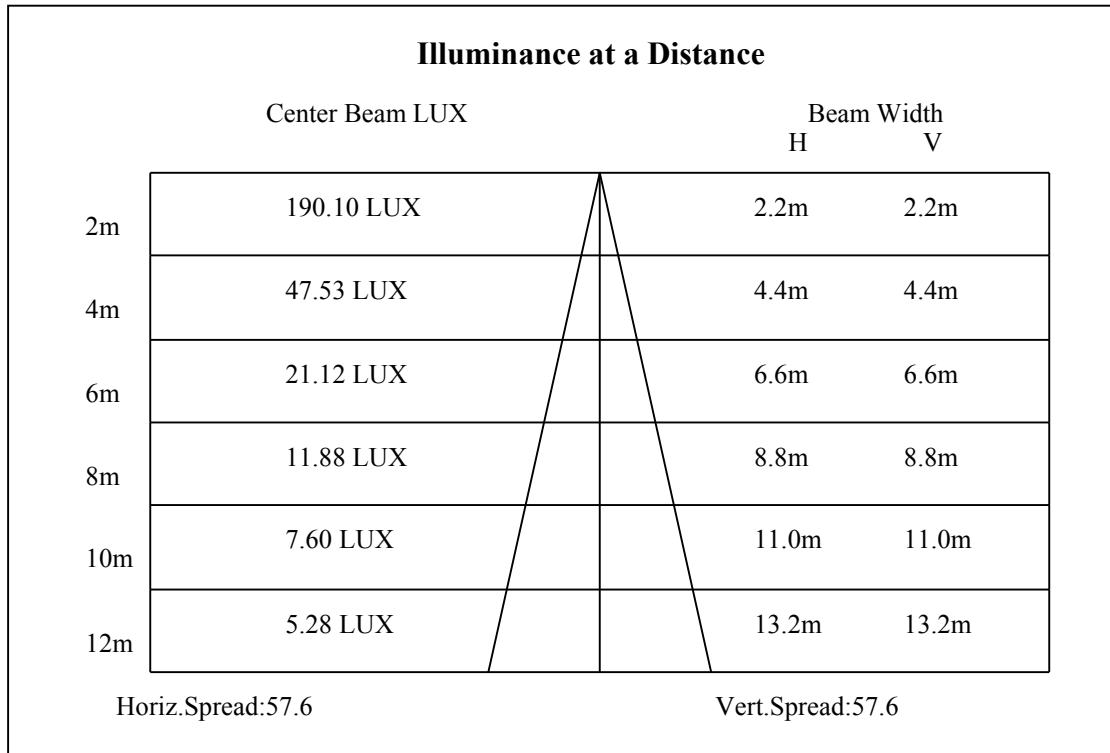 Illuminance at a Distance
Center Beam LUX Beam Width
H V
2m 190.10 LUX 2.2m 2.2m
4m 47.53 LUX 4.4m 4.4m
6m 21.12 LUX 6.6m 6.6m
8m 11.88 LUX 8.8m 8.8m
10m 7.60 LUX 11.0m 11.0m
12m 5.28 LUX 13.2m 13.2m
Horiz.Spread:57.6 Vert.Spread:57.6